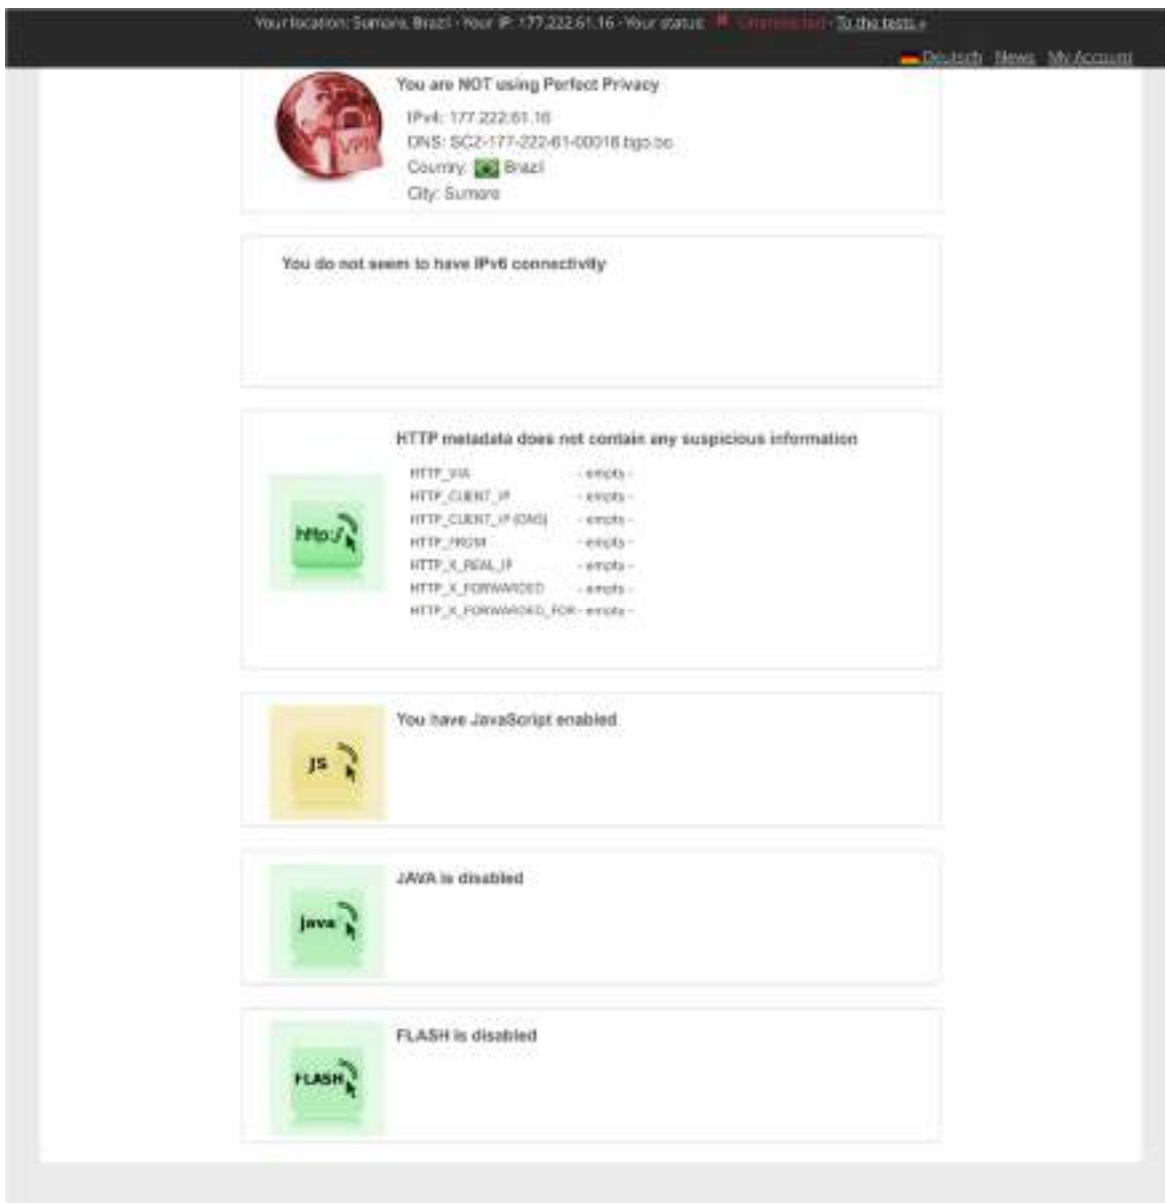 Your location: Sumare, Brazil · Your IP: 177.222.61.16 · Your status: Unprotected · To the tests »
Deutsch News My Account
You are NOT using Perfect Privacy
VPN
IPv4: 177.222.61.16
DNS: SCZ-177-222-61-00016.tigo.bo
Country: Brazil
City: Sumare
You do not seem to have IPv6 connectivity
HTTP metadata does not contain any suspicious information
http://
HTTP_VIA - empty -
HTTP_CLIENT_IP - empty -
HTTP_CLIENT_IP (DNS) - empty -
HTTP_FROM - empty -
HTTP_X_REAL_IP - empty -
HTTP_X_FORWARDED - empty -
HTTP_X_FORWARDED_FOR - empty -
You have JavaScript enabled
JS
JAVA is disabled
java
FLASH is disabled
FLASH